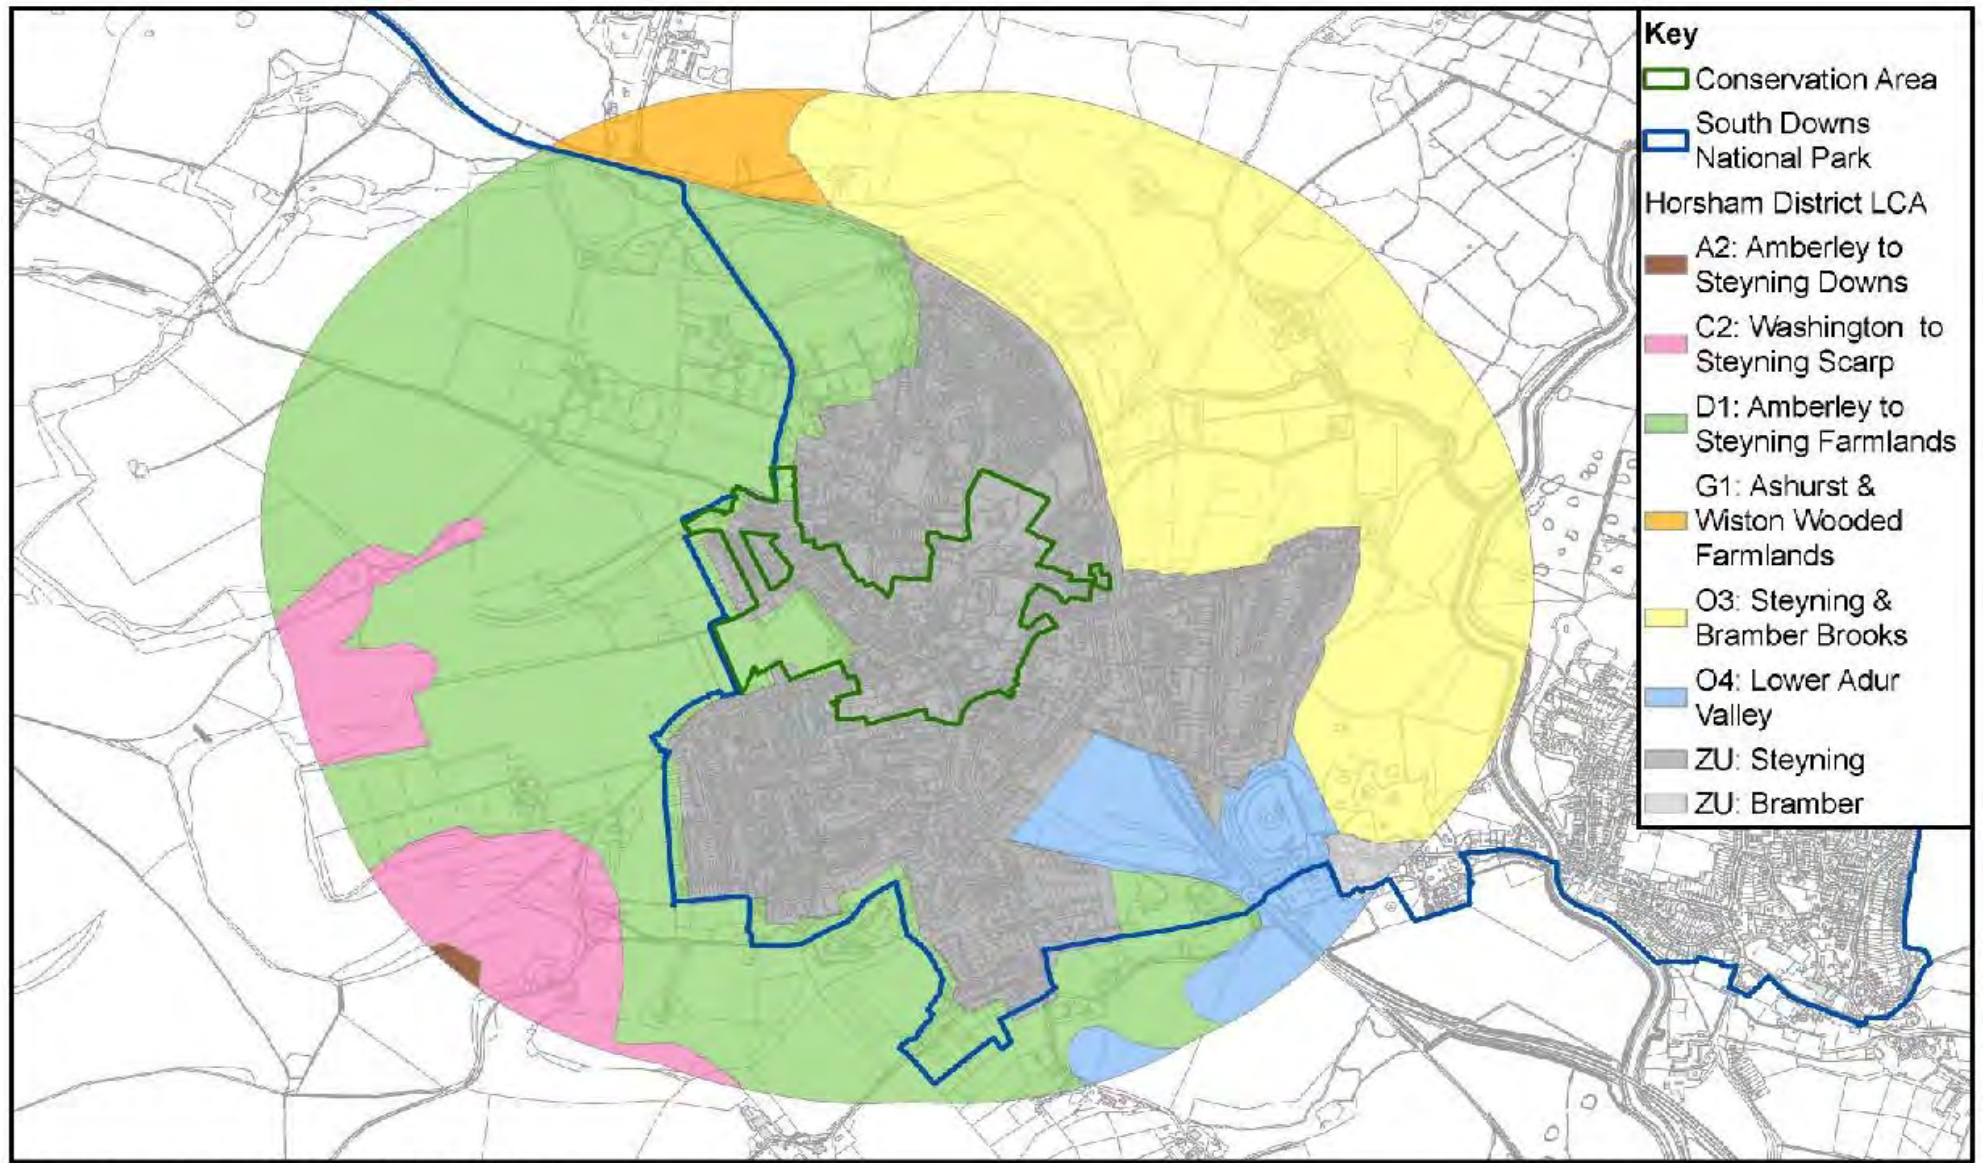 Key
Conservation Area
South Downs
National Park
Horsham District LCA
A2: Amberley to
Steyning Downs
C2: Washington to
Steyning Scarp
D1: Amberley to
Steyning Farmlands
G1: Ashurst &
Wiston Wooded
Farmlands
O3: Steyning &
Bramber Brooks
O4: Lower Adur
Valley
ZU: Steyning
ZU: Bramber